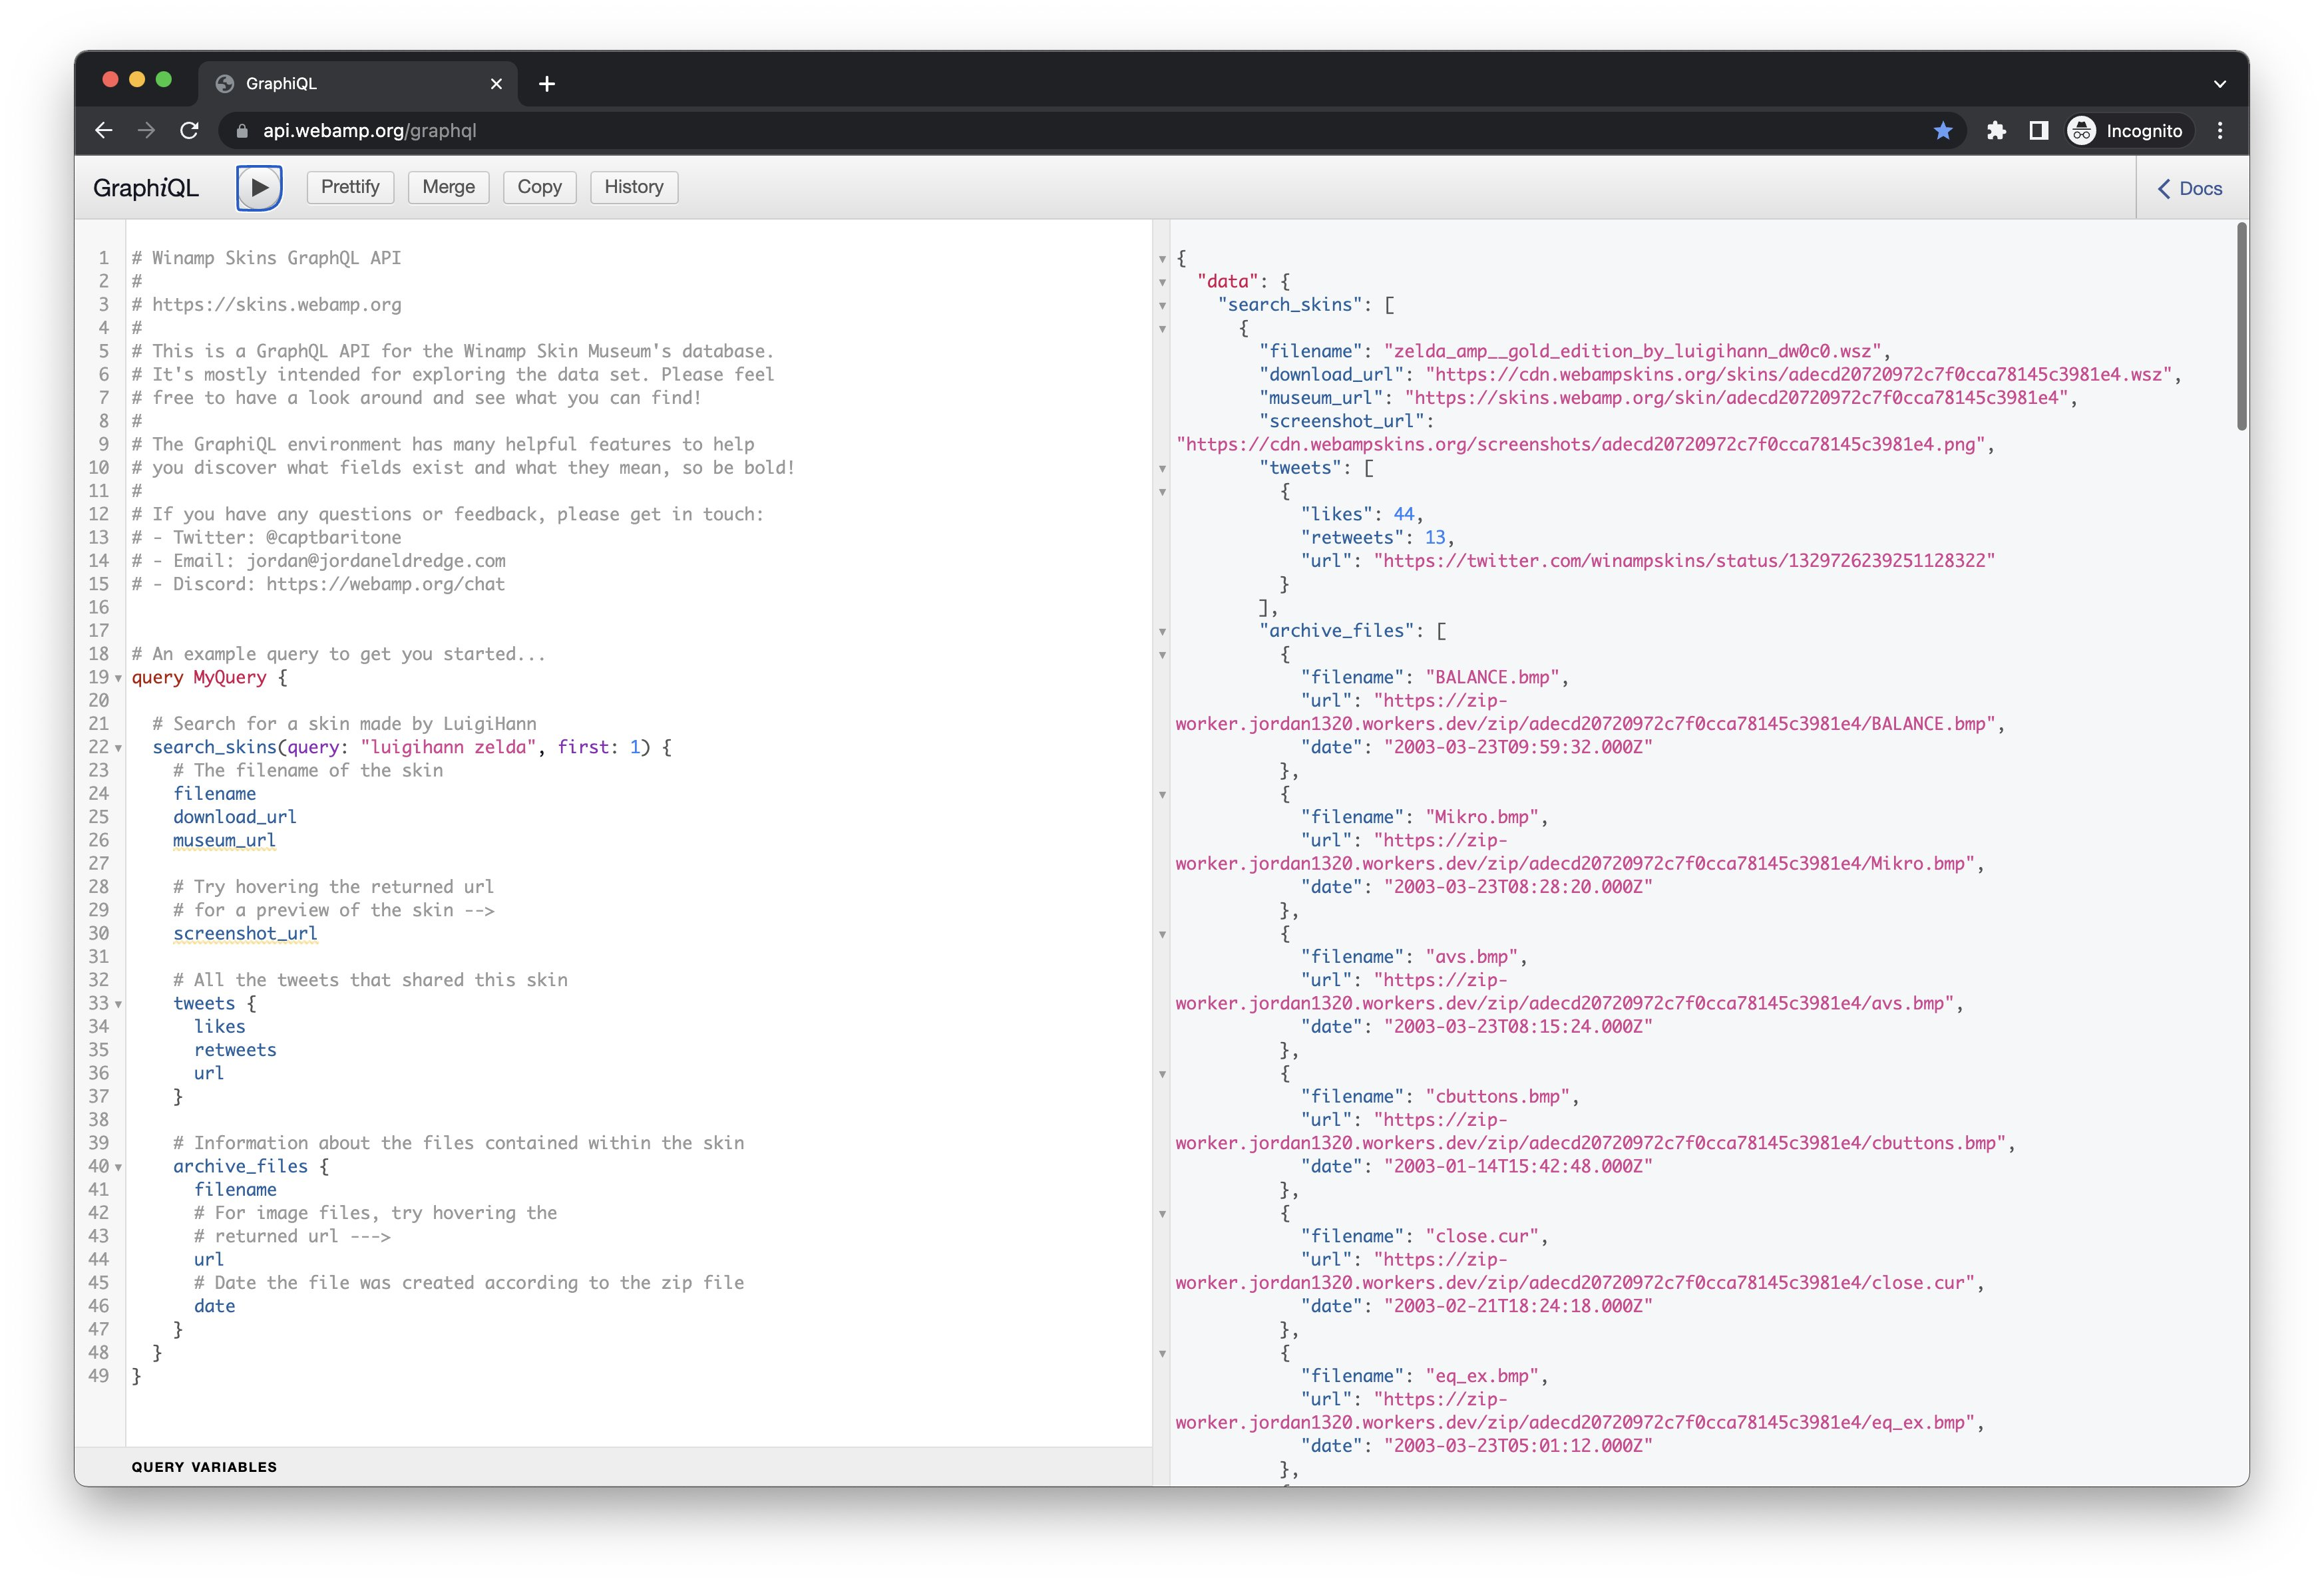 GraphiQL
api.webamp.org/graphql
Incognito
GraphiQL
Prettify
Merge
Copy
History
Docs
1 # Winamp Skins GraphQL API
2 #
3 # https://skins.webamp.org
4 #
5 # This is a GraphQL API for the Winamp Skin Museum's database.
6 # It's mostly intended for exploring the data set. Please feel
7 # free to have a look around and see what you can find!
8 #
9 # The GraphiQL environment has many helpful features to help
10 # you discover what fields exist and what they mean, so be bold!
11 #
12 # If you have any questions or feedback, please get in touch:
13 # - Twitter: @captbaritone
14 # - Email: jordan@jordaneldredge.com
15 # - Discord: https://webamp.org/chat
16
17
18 # An example query to get you started...
19 query MyQuery {
20
21 # Search for a skin made by LuigiHann
22 search_skins(query: "luigihann zelda", first: 1) {
23 # The filename of the skin
24 filename
25 download_url
26 museum_url
27
28 # Try hovering the returned url
29 # for a preview of the skin -->
30 screenshot_url
31
32 # All the tweets that shared this skin
33 tweets {
34 likes
35 retweets
36 url
37 }
38
39 # Information about the files contained within the skin
40 archive_files {
41 filename
42 # For image files, try hovering the
43 # returned url --->
44 url
45 # Date the file was created according to the zip file
46 date
47 }
48 }
49 }
QUERY VARIABLES
{
"data": {
"search_skins": [
{
"filename": "zelda_amp__gold_edition_by_luigihann_dw0c0.wsz",
"download_url": "https://cdn.webampskins.org/skins/adecd20720972c7f0cca78145c3981e4.wsz",
"museum_url": "https://skins.webamp.org/skin/adecd20720972c7f0cca78145c3981e4",
"screenshot_url":
"https://cdn.webampskins.org/screenshots/adecd20720972c7f0cca78145c3981e4.png",
"tweets": [
{
"likes": 44,
"retweets": 13,
"url": "https://twitter.com/winampskins/status/1329726239251128322"
}
],
"archive_files": [
{
"filename": "BALANCE.bmp",
"url": "https://zip-
worker.jordan1320.workers.dev/zip/adecd20720972c7f0cca78145c3981e4/BALANCE.bmp",
"date": "2003-03-23T09:59:32.000Z"
},
{
"filename": "Mikro.bmp",
"url": "https://zip-
worker.jordan1320.workers.dev/zip/adecd20720972c7f0cca78145c3981e4/Mikro.bmp",
"date": "2003-03-23T08:28:20.000Z"
},
{
"filename": "avs.bmp",
"url": "https://zip-
worker.jordan1320.workers.dev/zip/adecd20720972c7f0cca78145c3981e4/avs.bmp",
"date": "2003-03-23T08:15:24.000Z"
},
{
"filename": "cbuttons.bmp",
"url": "https://zip-
worker.jordan1320.workers.dev/zip/adecd20720972c7f0cca78145c3981e4/cbuttons.bmp",
"date": "2003-01-14T15:42:48.000Z"
},
{
"filename": "close.cur",
"url": "https://zip-
worker.jordan1320.workers.dev/zip/adecd20720972c7f0cca78145c3981e4/close.cur",
"date": "2003-02-21T18:24:18.000Z"
},
{
"filename": "eq_ex.bmp",
"url": "https://zip-
worker.jordan1320.workers.dev/zip/adecd20720972c7f0cca78145c3981e4/eq_ex.bmp",
"date": "2003-03-23T05:01:12.000Z"
},